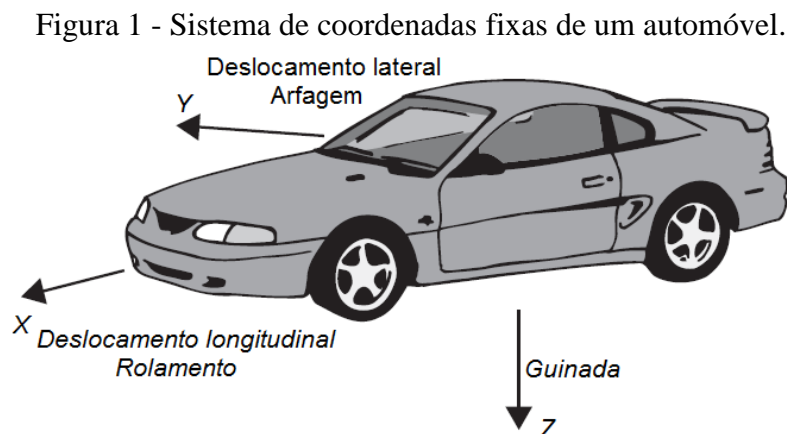 Figura 1 - Sistema de coordenadas fixas de um automóvel.
Deslocamento lateral
Arfagem
Y
X
Deslocamento longitudinal
Rolamento
Guinada
Z